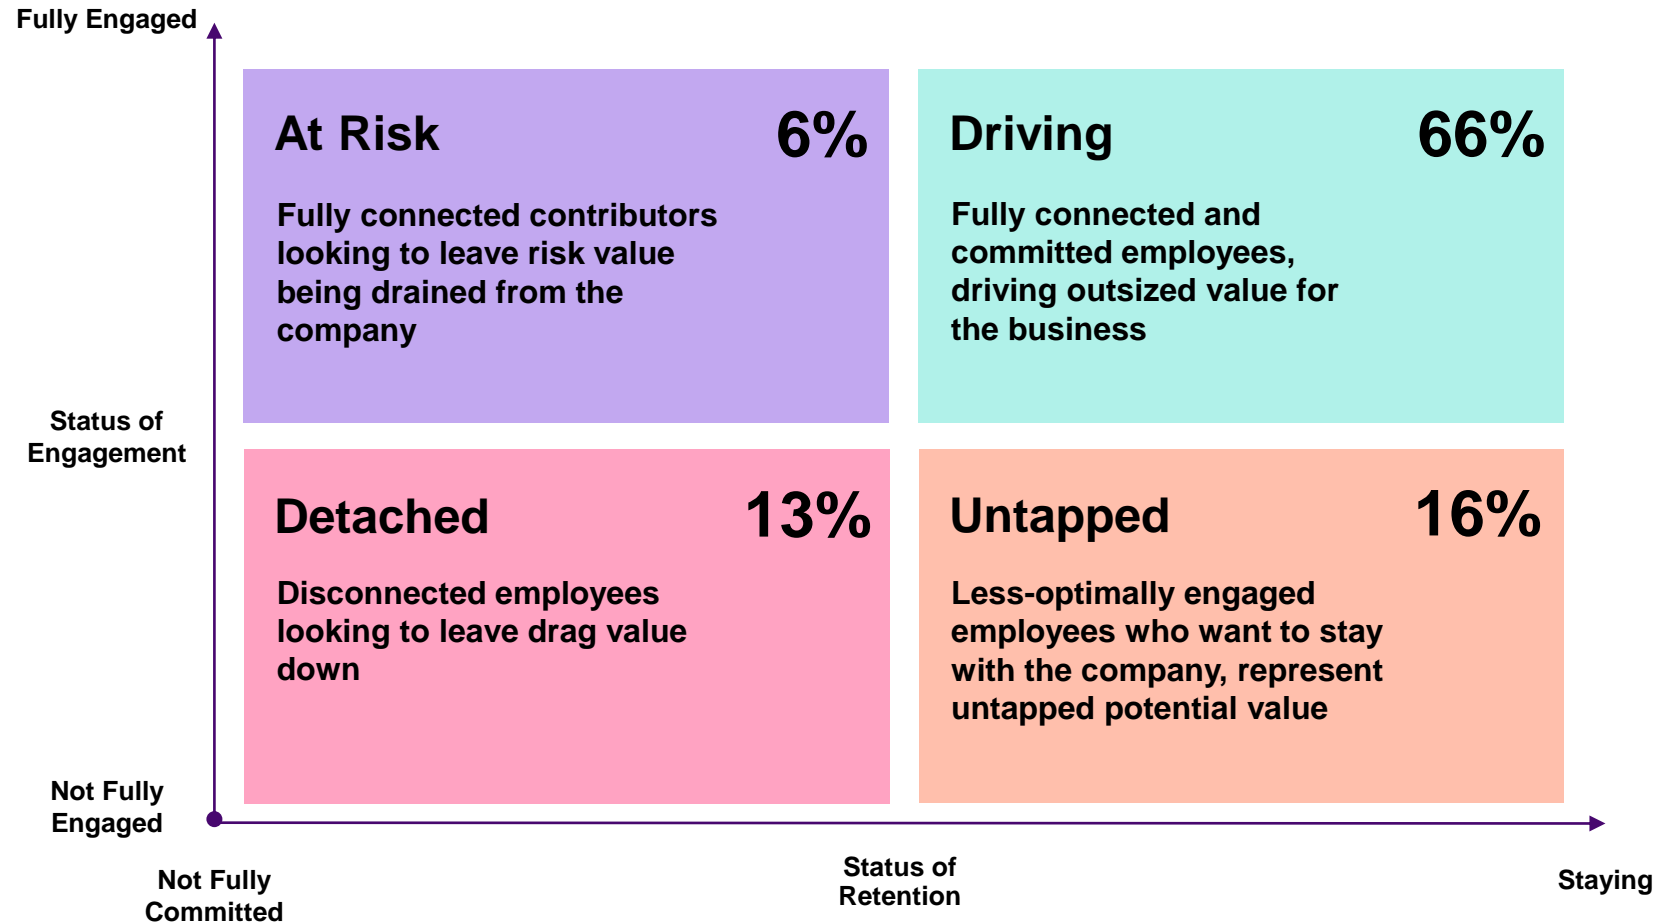 Fully Engaged
At Risk
6%
Fully connected contributors
looking to leave risk value
being drained from the
company
Driving
66%
Fully connected and
committed employees,
driving outsized value for
the business
Status of
Engagement
Detached
13%
Disconnected employees
looking to leave drag value
down
Untapped
16%
Less-optimally engaged
employees who want to stay
with the company, represent
untapped potential value
Not Fully
Engaged
Not Fully
Committed
Status of
Retention
Staying